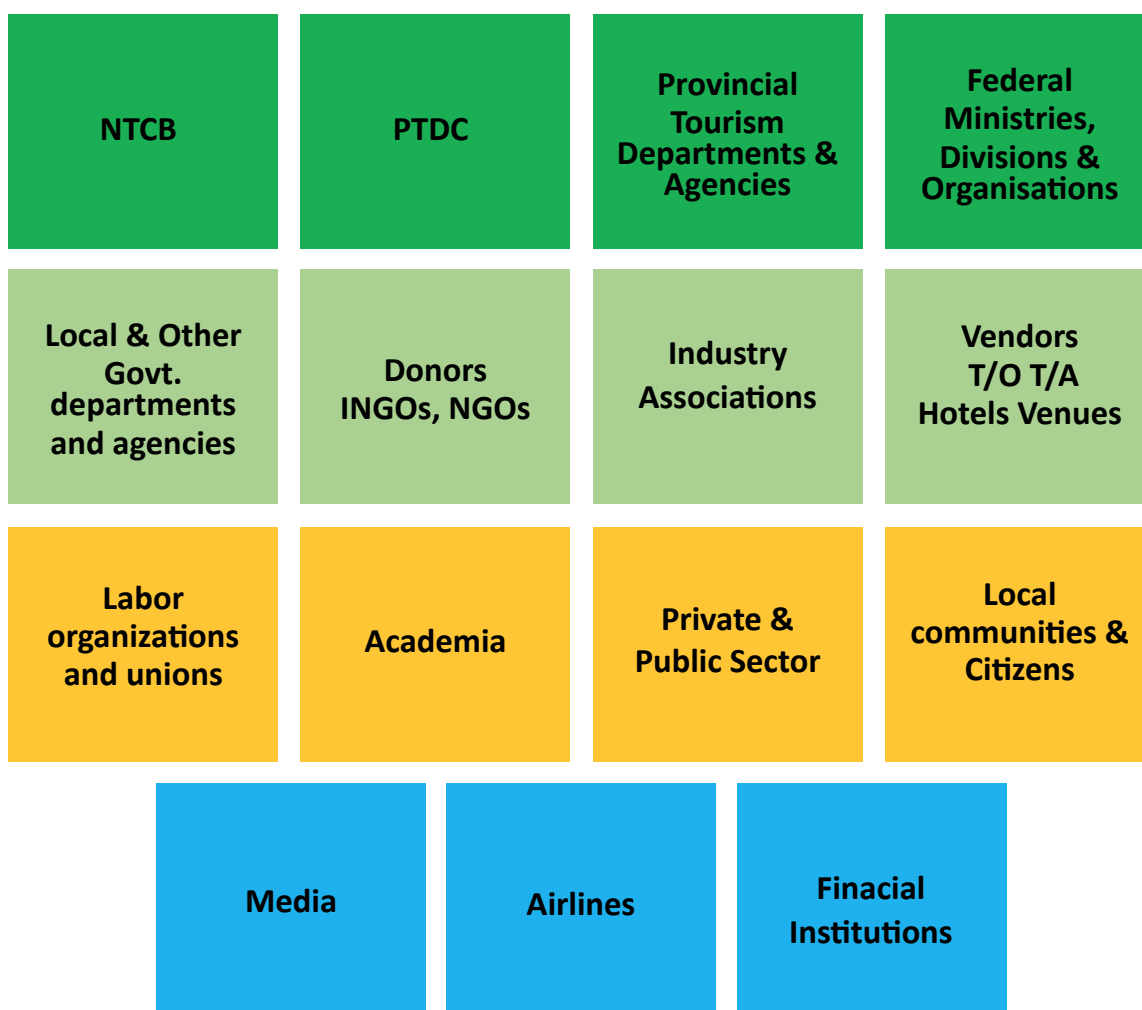 NTCB
PTDC
Provincial
Tourism
Departments &
Agencies
Federal
Ministries,
Divisions &
Organisations
Local & Other
Govt.
departments
and agencies
Donors
INGOs, NGOs
Industry
Associations
Vendors
T/O T/A
Hotels Venues
Labor
organizations
and unions
Academia
Private &
Public Sector
Local
communities &
Citizens
Media
Airlines
Finacial
Institutions